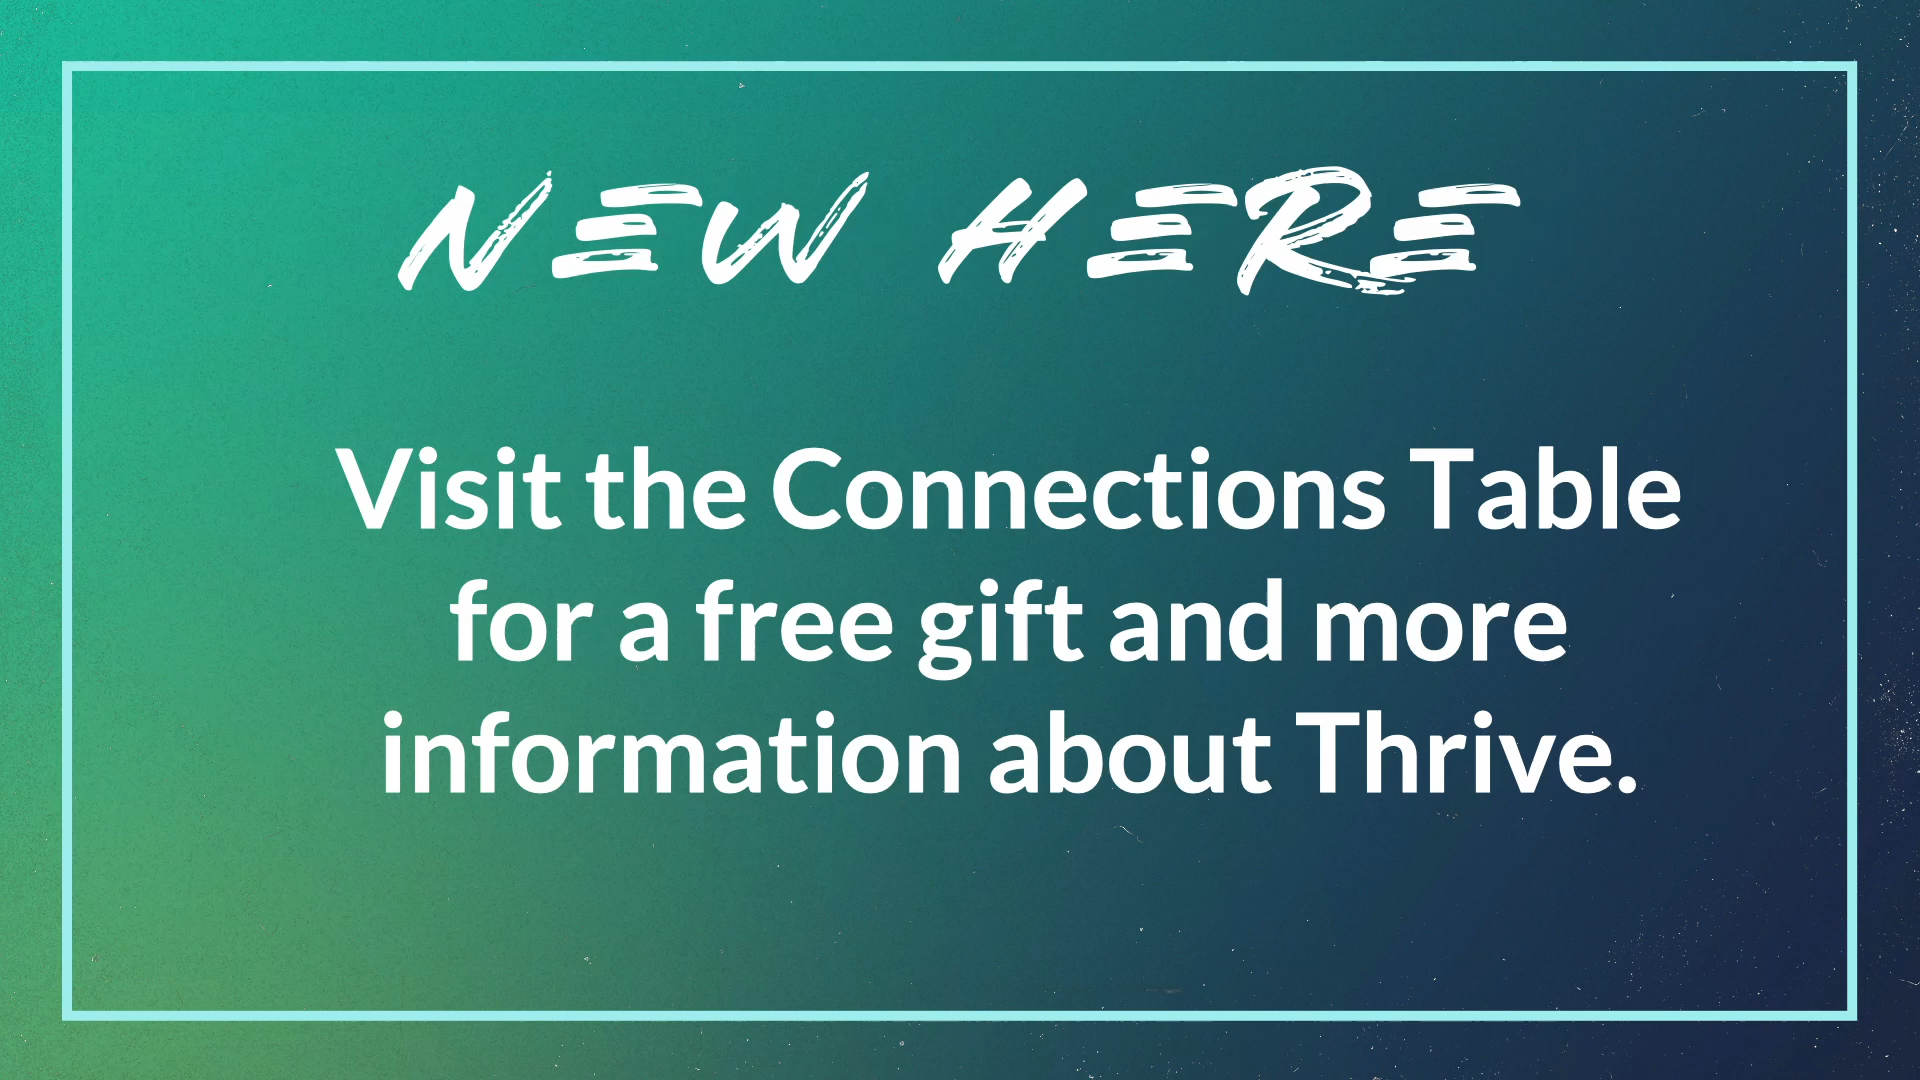 NEW HERE
Visit the Connections Table
for a free gift and more
information about Thrive.